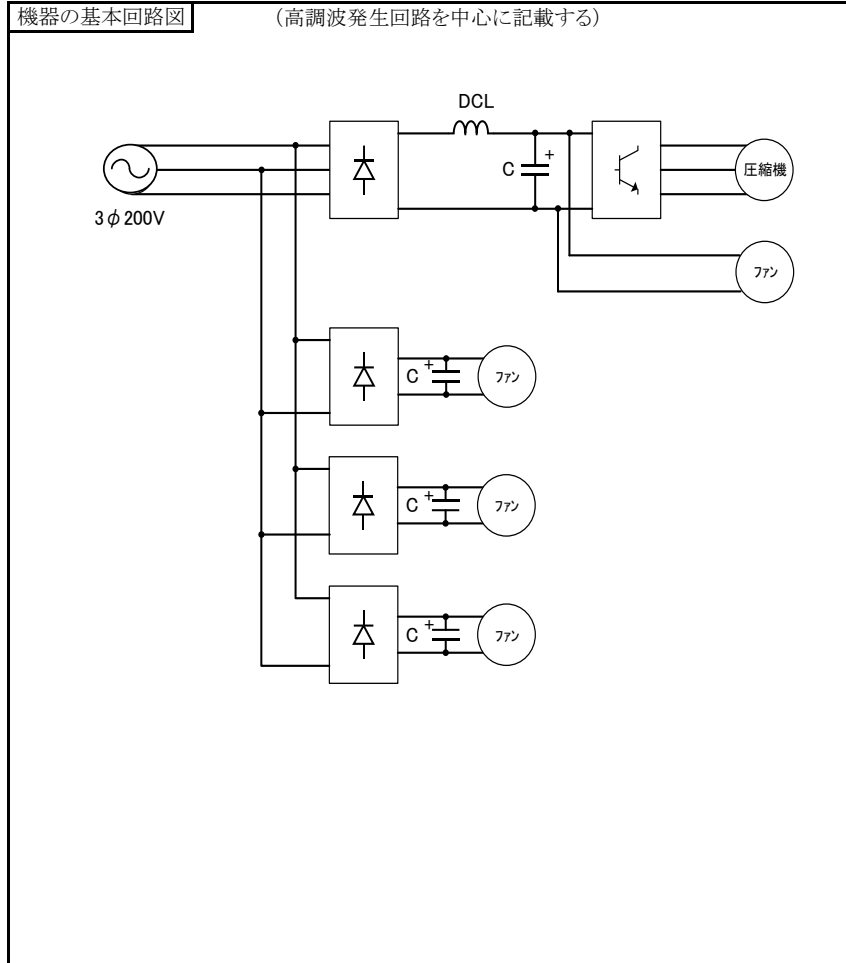 機器の基本回路図
(高調波発生回路を中心に記載する)
DCL
C +
圧縮機
3φ200V
ファン
C +
ファン
C +
ファン
C +
ファン